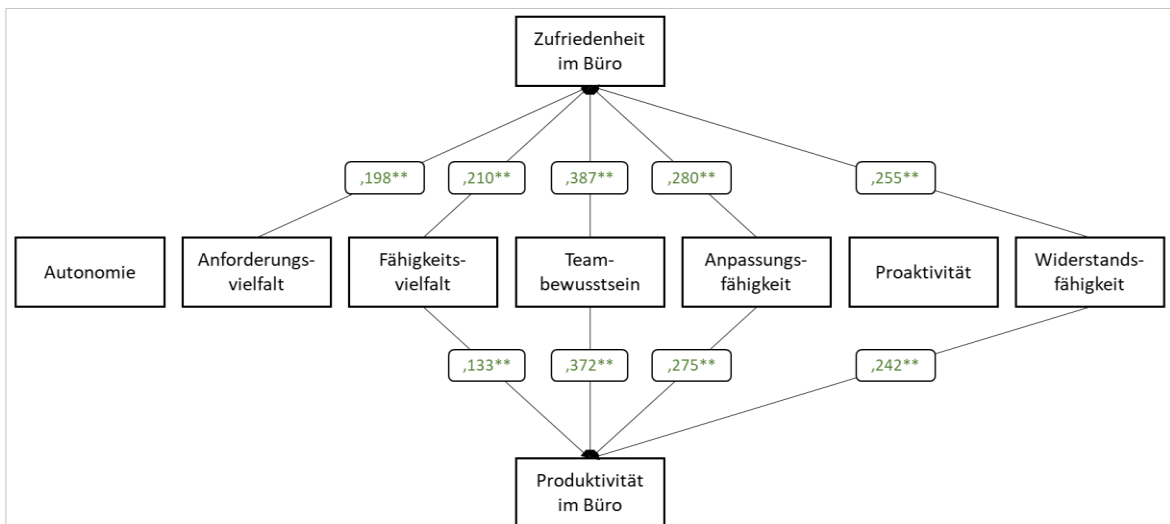 Zufriedenheit
im Büro
,198**
,210**
,387**
,280**
,255**
Autonomie
Anforderungs-
vielfalt
Fähigkeits-
vielfalt
Team-
bewusstsein
Anpassungs-
fähigkeit
Proaktivität
Widerstands-
fähigkeit
,133**
,372**
,275**
,242**
Produktivität
im Büro